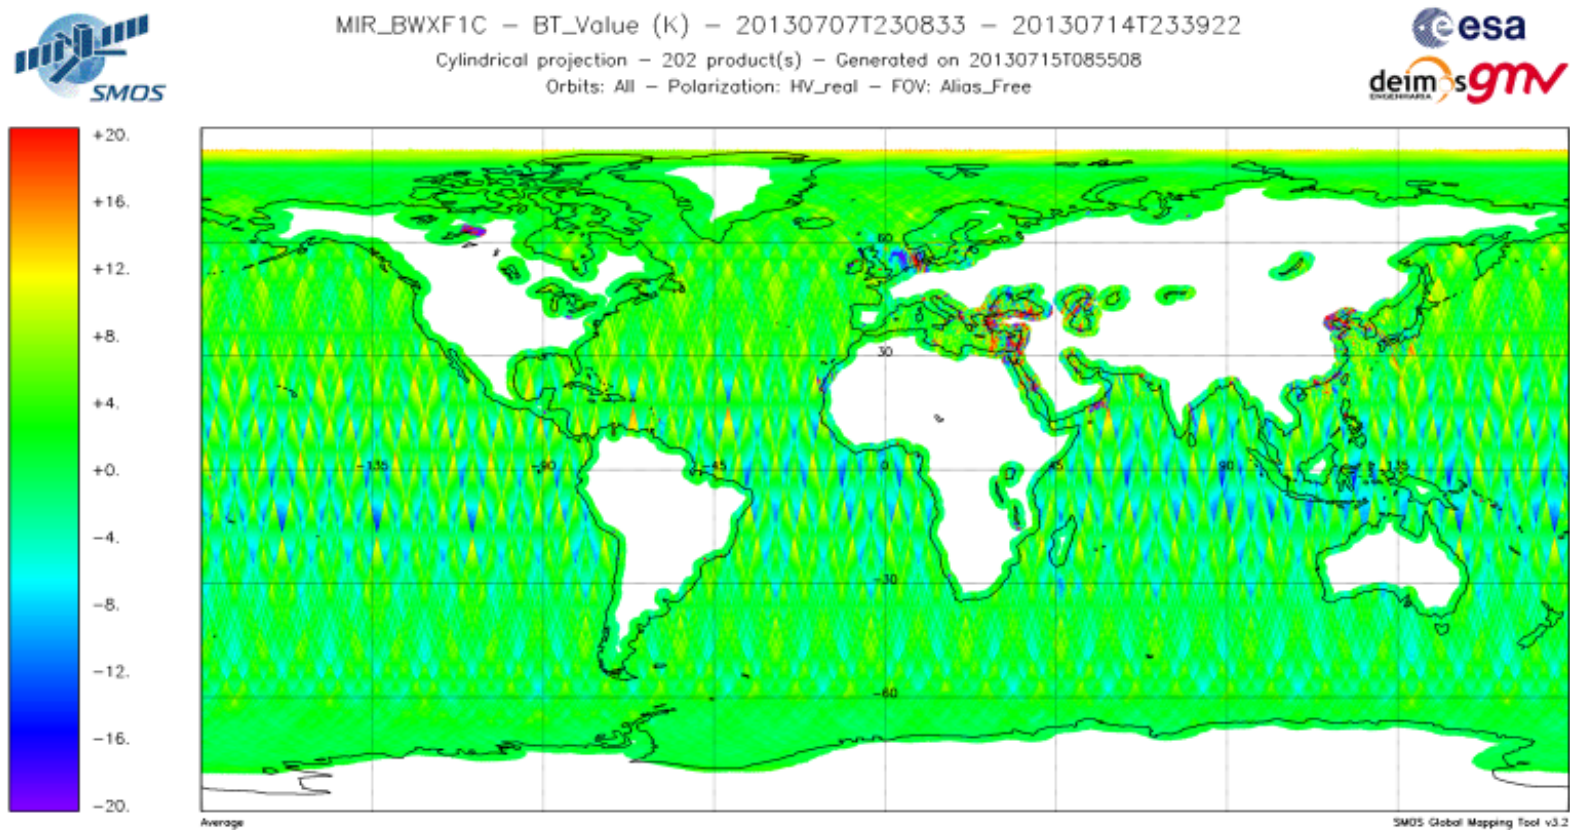 MIR_BWXF1C - BT_Value (K) - 20130707T230833 - 20130714T233922
Cylindrical projection - 202 product(s) - Generated on 20130715T085508
Orbits: All - Polarization: HV_real - FOV: Alias_Free
SMOS
esa
deimos
ENGENHARIA
gmv
+20.
+16.
+12.
+8.
+4.
+0.
-4.
-8.
-12.
-16.
-20.
60
30
-135
-90
-45
0
45
90
135
-30
-60
Average
SMOS Global Mapping Tool v3.2